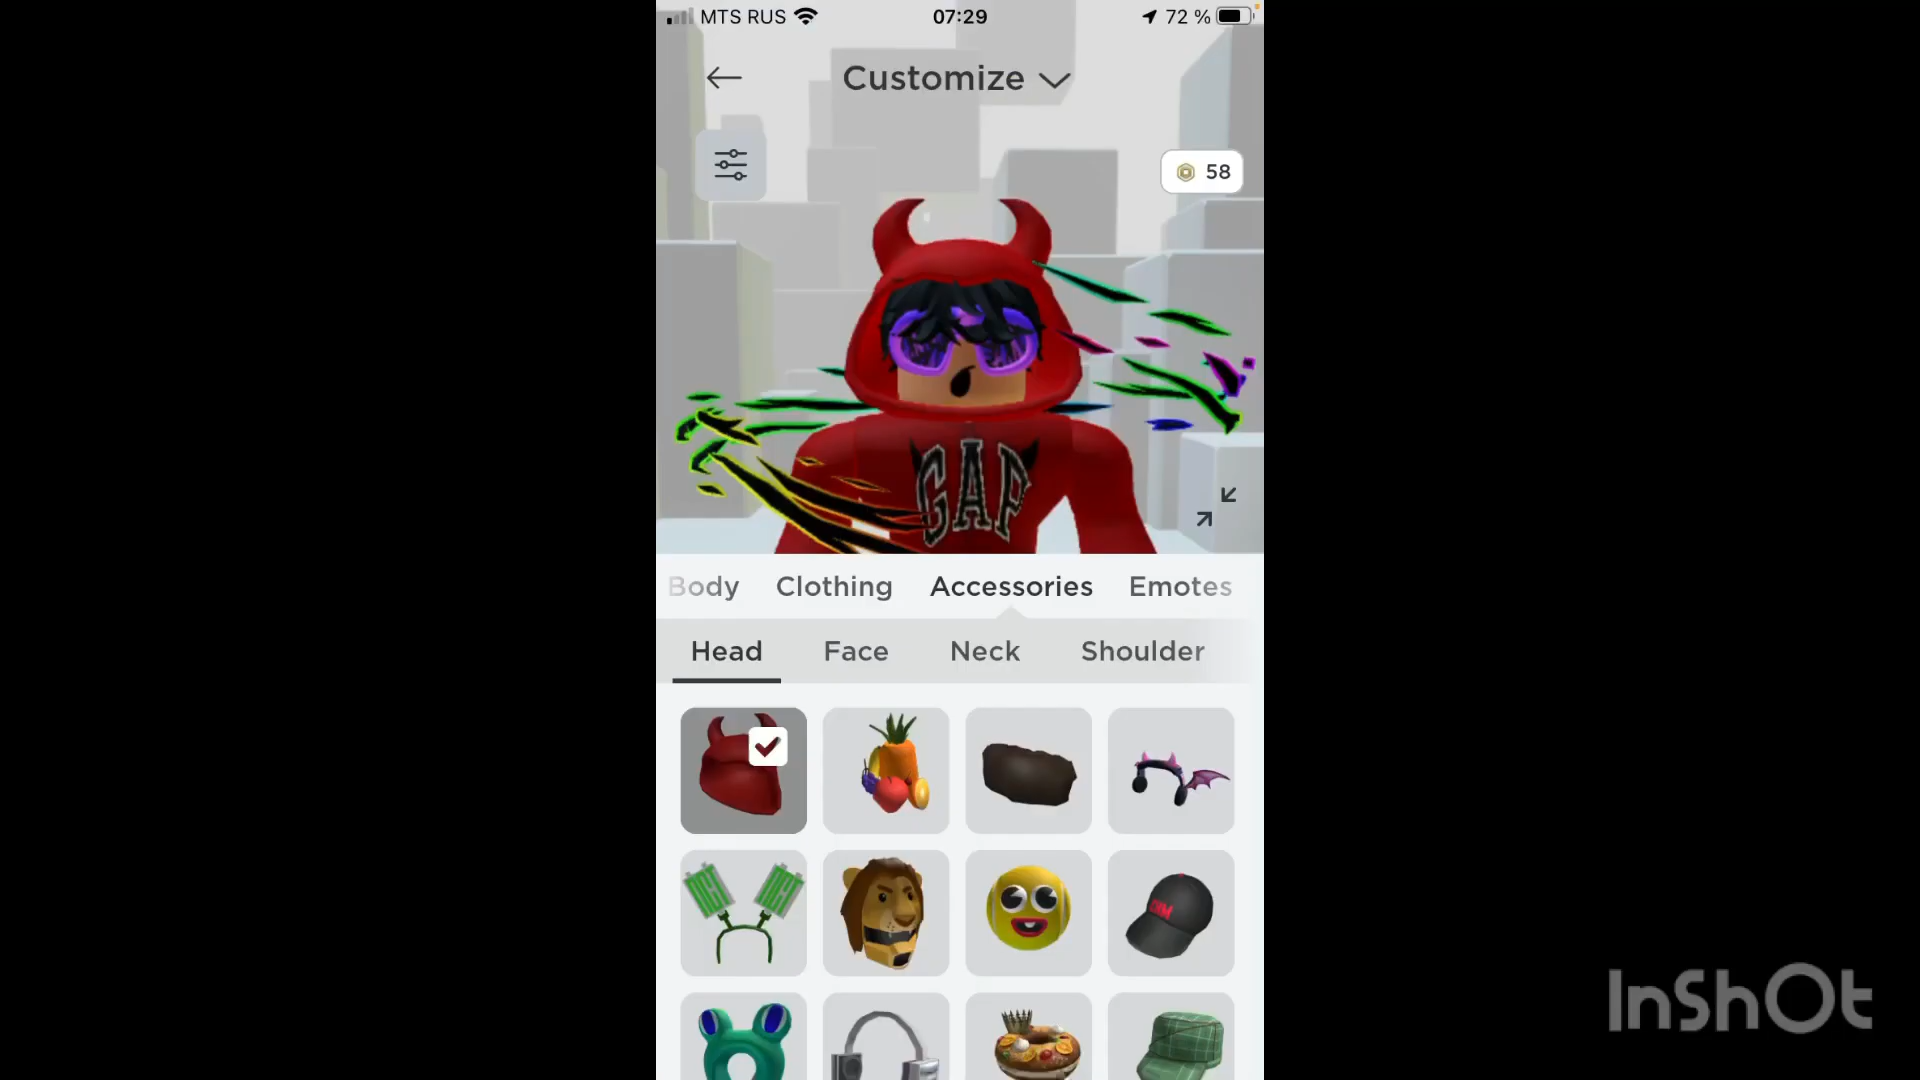 MTS RUS 07:29 72 %
Customize
58
GAP
Body Clothing Accessories Emotes
Head Face Neck Shoulder
InShOt